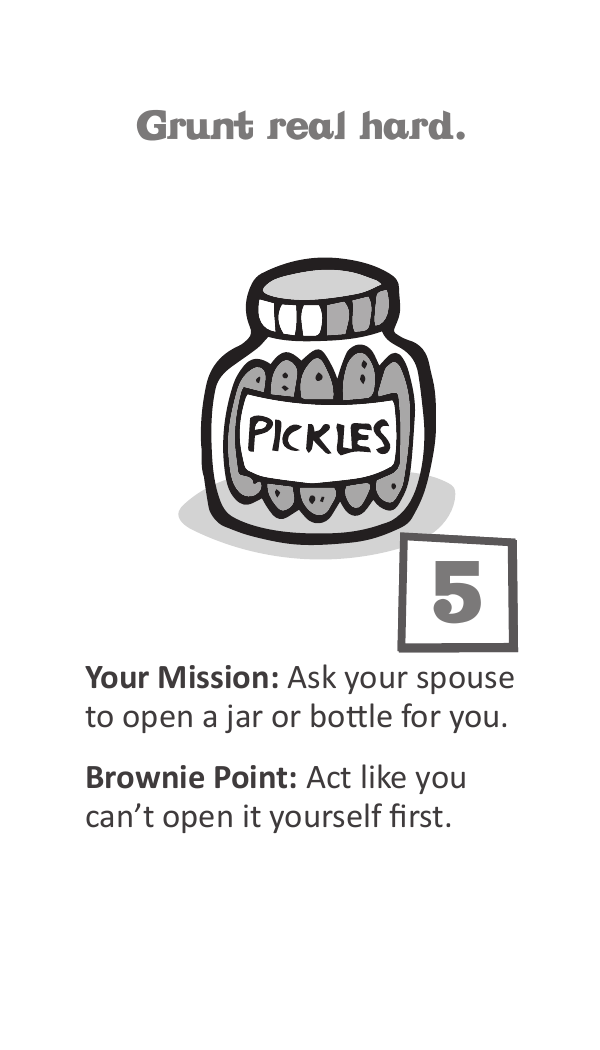 Grunt real hard.
PICKLES
5
Your Mission: Ask your spouse
to open a jar or bottle for you.
Brownie Point: Act like you
can’t open it yourself first.